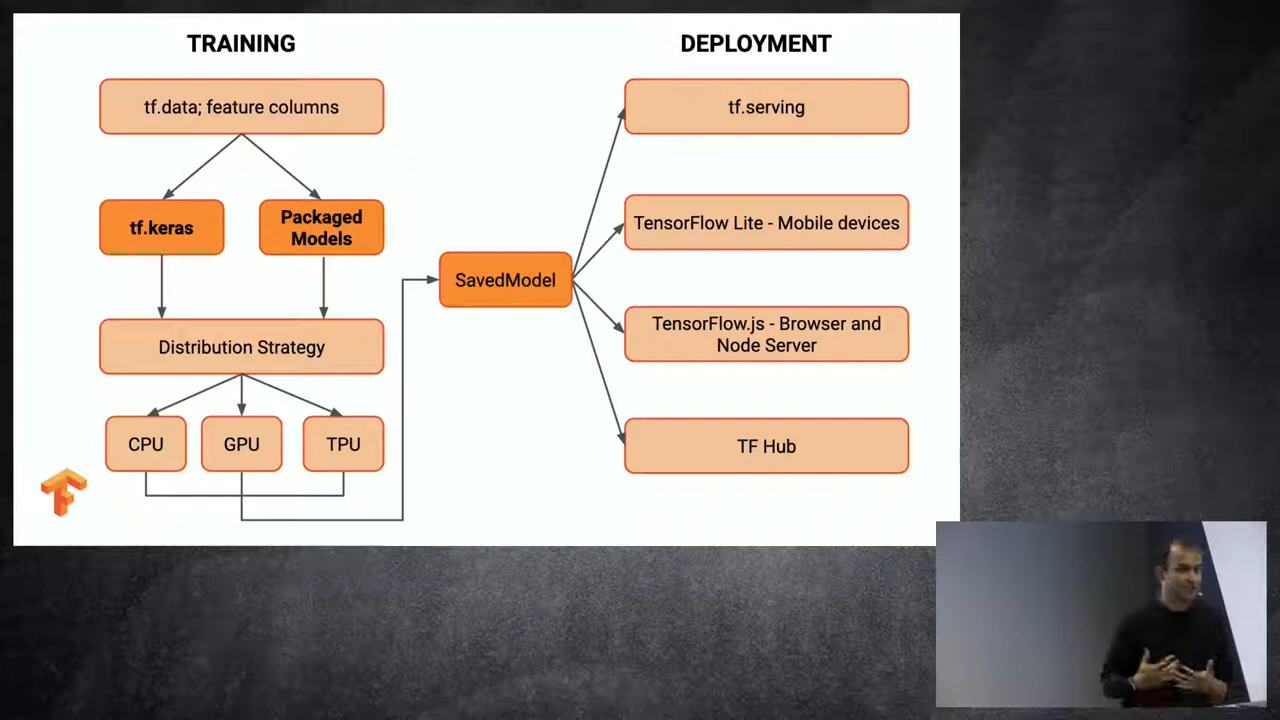 TRAINING
DEPLOYMENT
tf.data; feature columns
tf.keras
Packaged
Models
Distribution Strategy
CPU
GPU
TPU
SavedModel
tf.serving
TensorFlow Lite - Mobile devices
TensorFlow.js - Browser and
Node Server
TF Hub